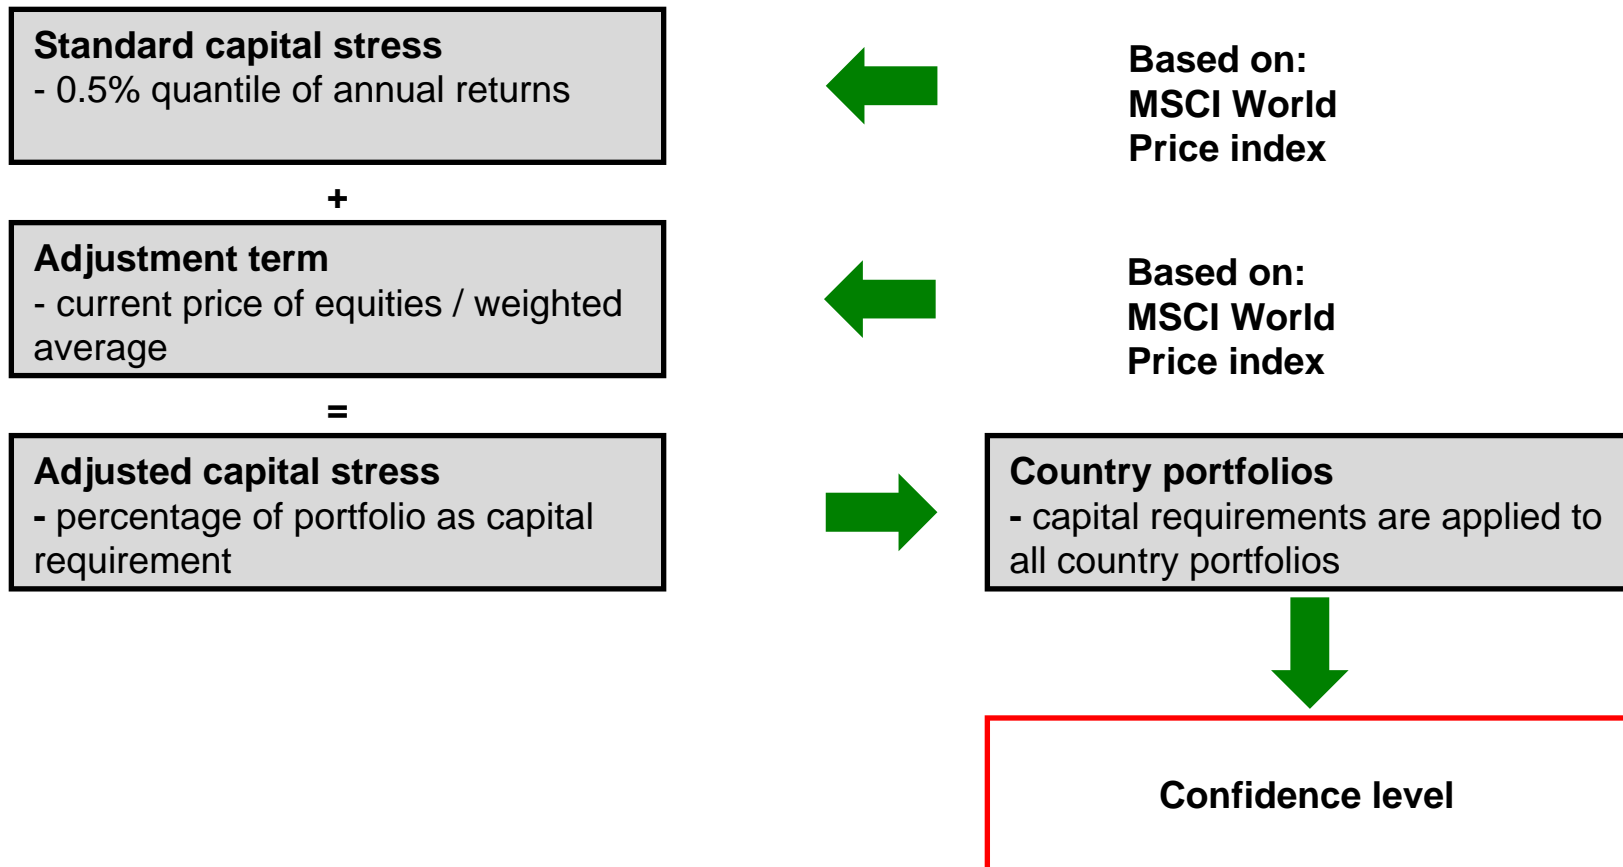 Standard capital stress
- 0.5% quantile of annual returns
Based on:
MSCI World
Price index
+
Adjustment term
- current price of equities / weighted
average
Based on:
MSCI World
Price index
=
Adjusted capital stress
- percentage of portfolio as capital
requirement
Country portfolios
- capital requirements are applied to
all country portfolios
Confidence level